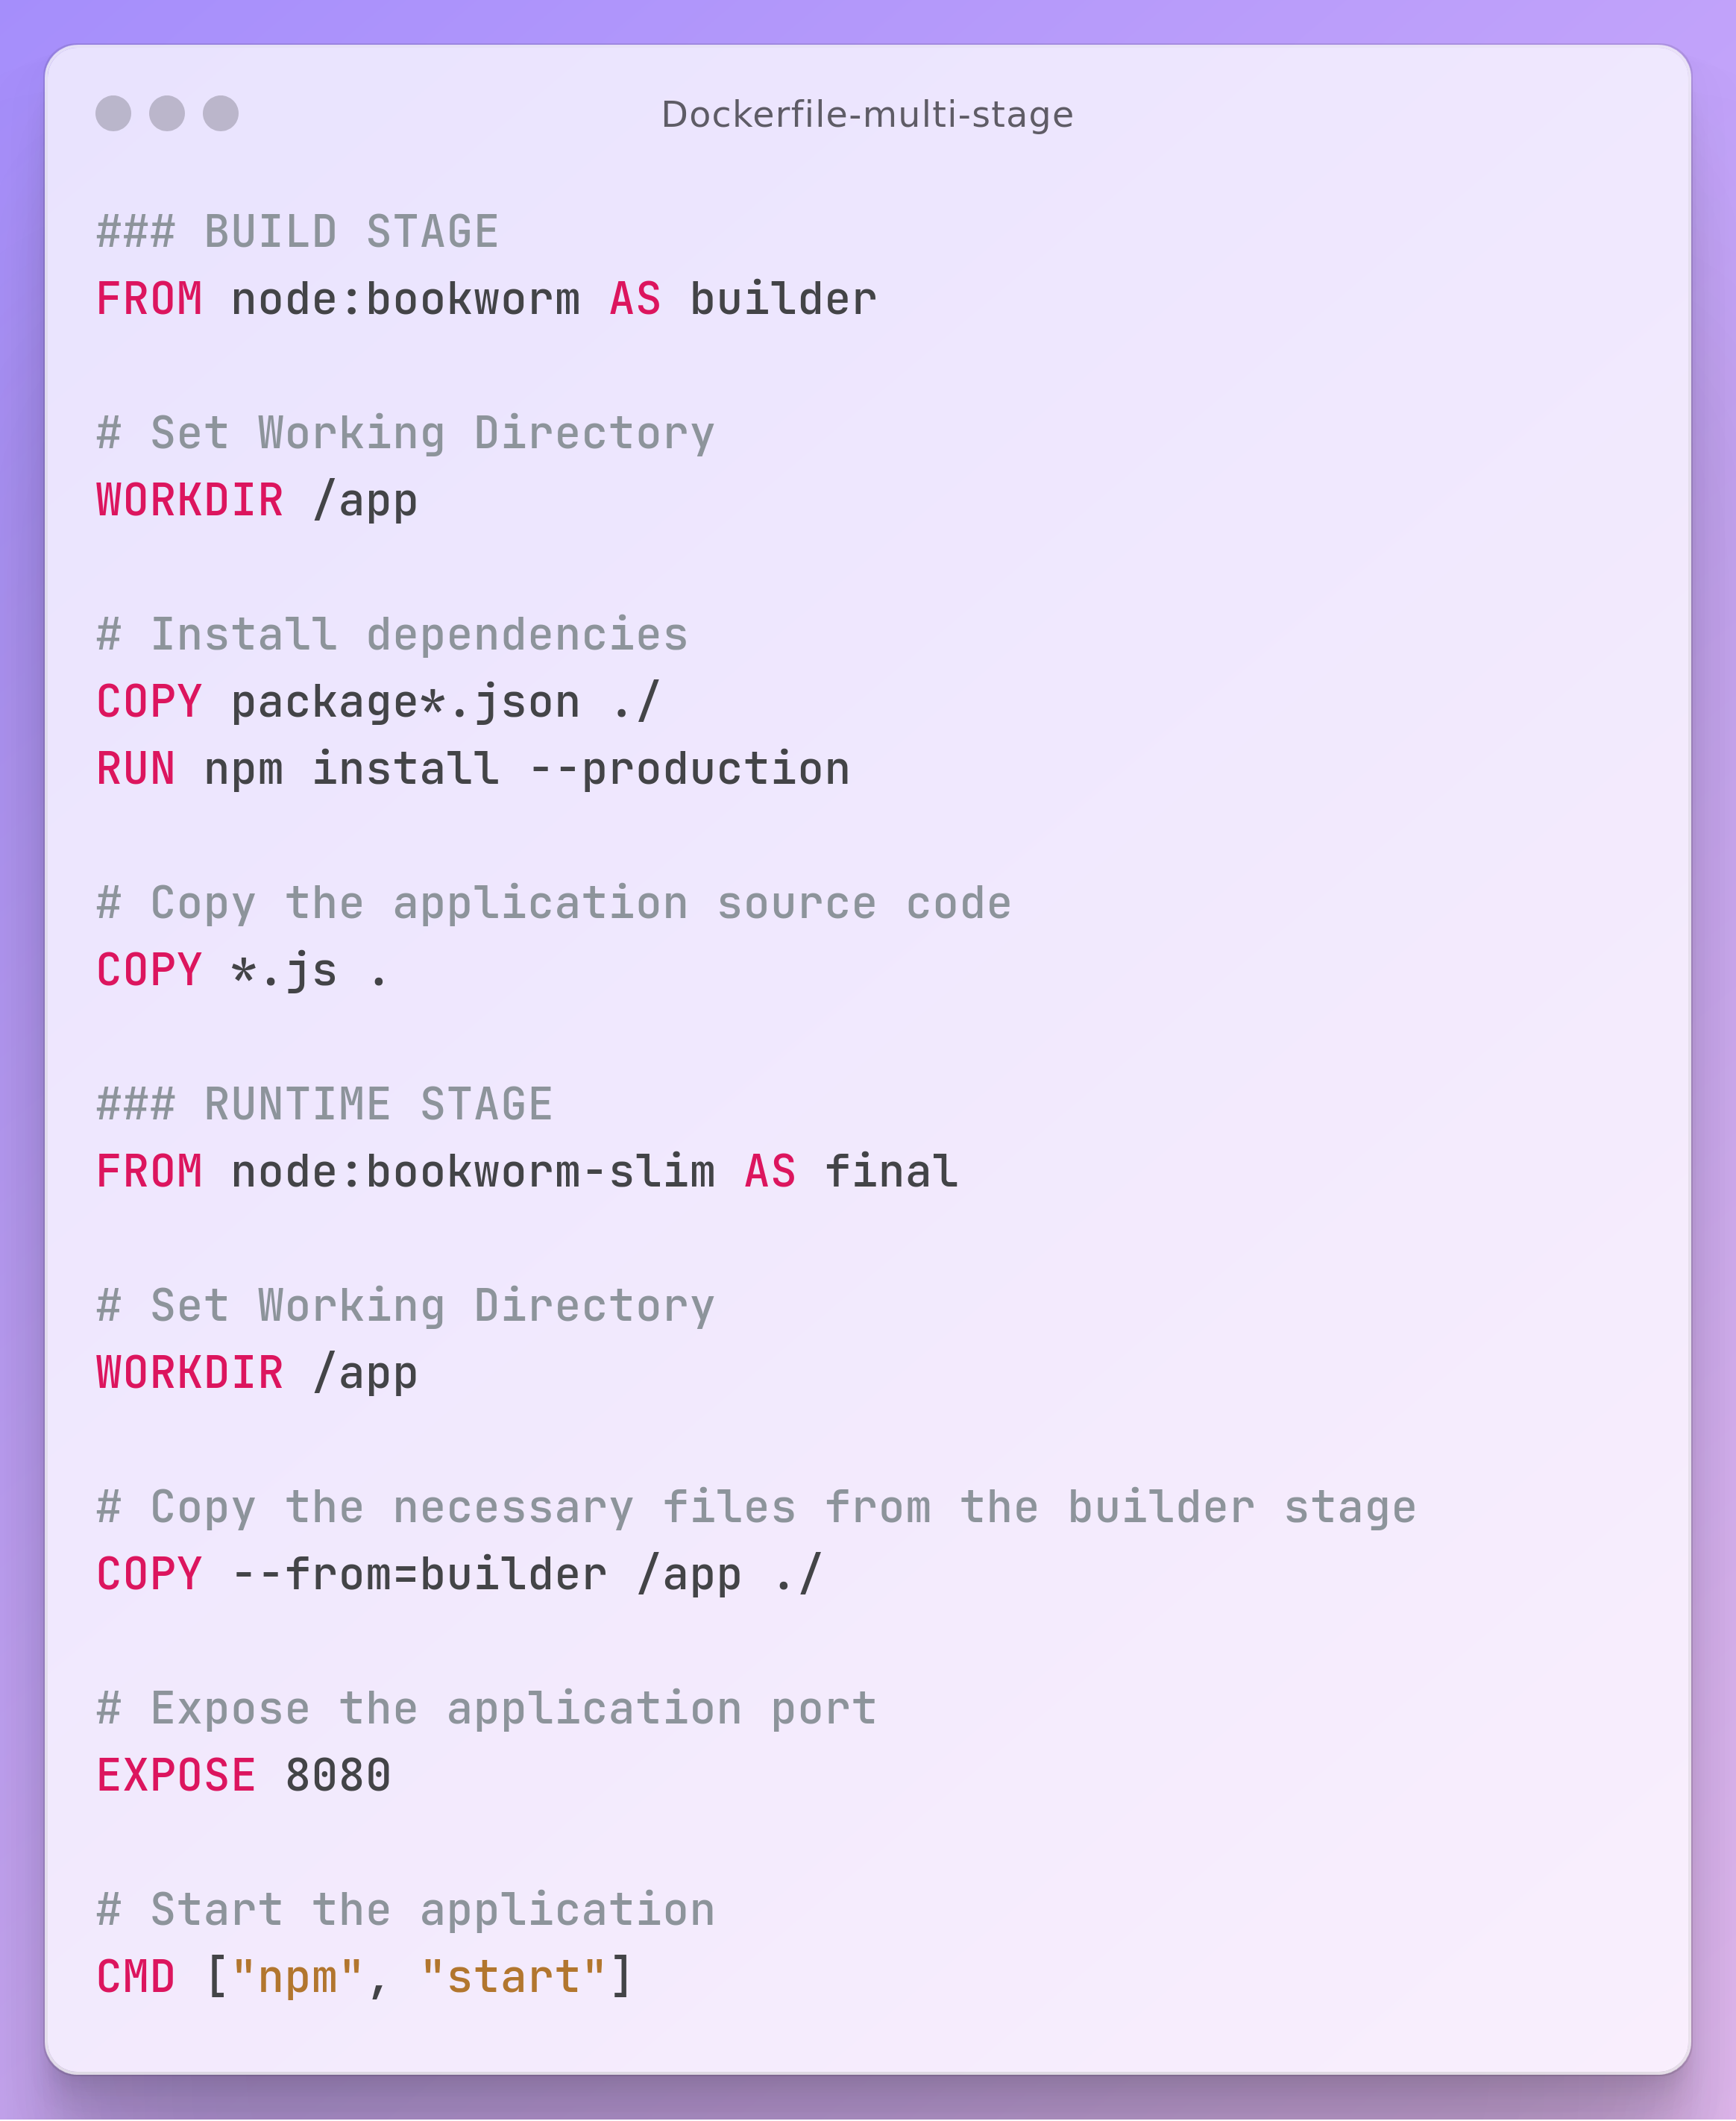 Dockerfile-multi-stage
### BUILD STAGE
FROM node:bookworm AS builder
# Set Working Directory
WORKDIR /app
# Install dependencies
COPY package*.json ./
RUN npm install --production
# Copy the application source code
COPY *.js .
### RUNTIME STAGE
FROM node:bookworm-slim AS final
# Set Working Directory
WORKDIR /app
# Copy the necessary files from the builder stage
COPY --from=builder /app ./
# Expose the application port
EXPOSE 8080
# Start the application
CMD ["npm", "start"]